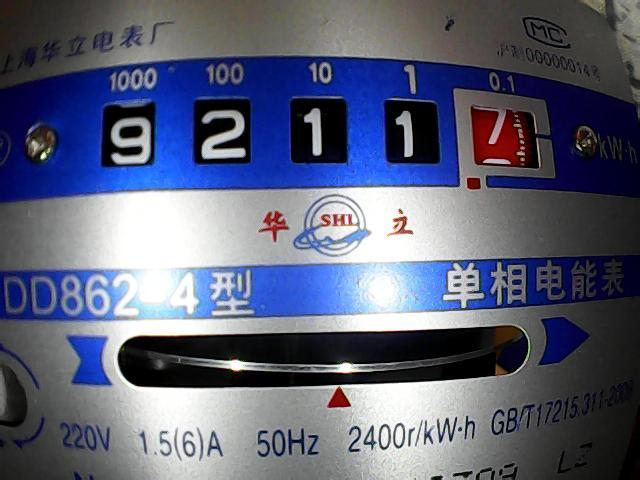 上海华立电表厂
MC
沪制00000014号
1000 100 10 1 0.1
9 2 1 1 7
kW·h
华 SHL 立
DD862-4型 单相电能表
220V 1.5(6)A 50Hz 2400r/kW·h GB/T17215.311-2008
LZ